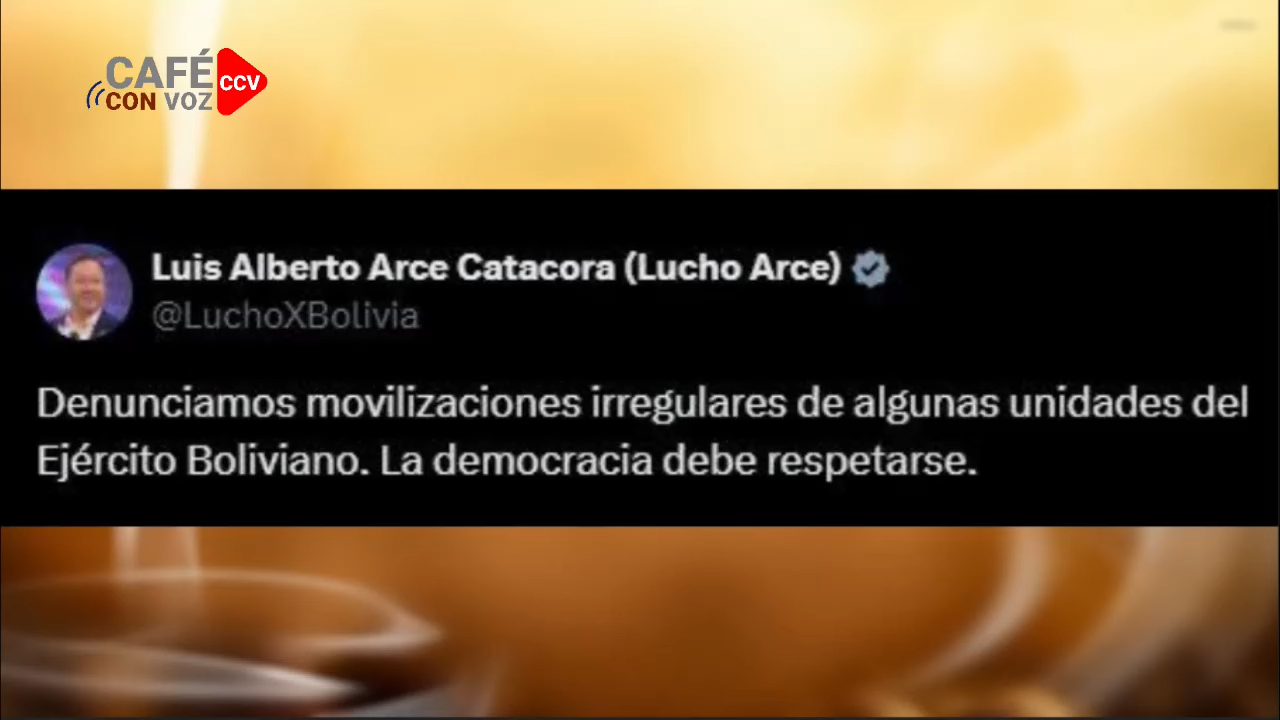 CAFÉ
CON VOZ
CCV
Luis Alberto Arce Catacora (Lucho Arce)
@LuchoXBolivia
Denunciamos movilizaciones irregulares de algunas unidades del
Ejército Boliviano. La democracia debe respetarse.